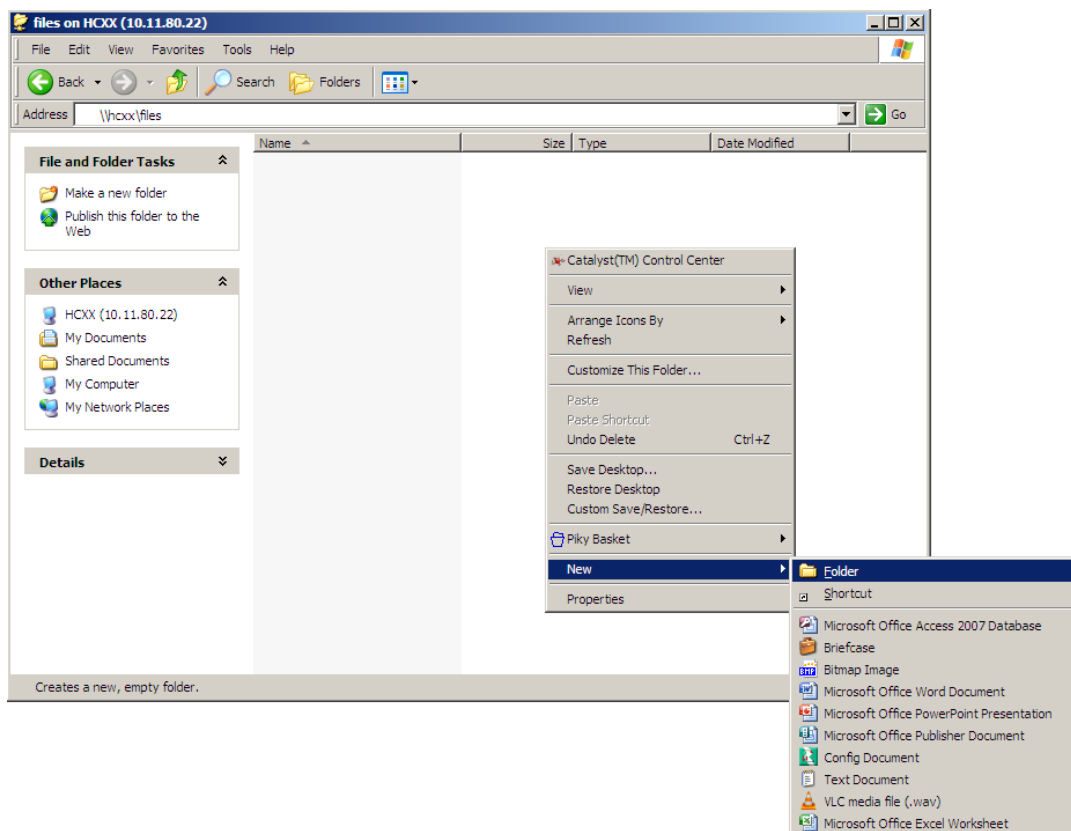 files on HCXX (10.11.80.22)
File Edit View Favorites Tools Help
Back Search Folders
Address \\hcxx\files Go
Name Size Type Date Modified
File and Folder Tasks
Make a new folder
Publish this folder to the
Web
Other Places
HCXX (10.11.80.22)
My Documents
Shared Documents
My Computer
My Network Places
Details
Catalyst(TM) Control Center
View
Arrange Icons By
Refresh
Customize This Folder...
Paste
Paste Shortcut
Undo Delete Ctrl+Z
Save Desktop...
Restore Desktop
Custom Save/Restore...
Piky Basket
New
Properties
Folder
Shortcut
Microsoft Office Access 2007 Database
Briefcase
Bitmap Image
Microsoft Office Word Document
Microsoft Office PowerPoint Presentation
Microsoft Office Publisher Document
Config Document
Text Document
VLC media file (.wav)
Microsoft Office Excel Worksheet
Creates a new, empty folder.